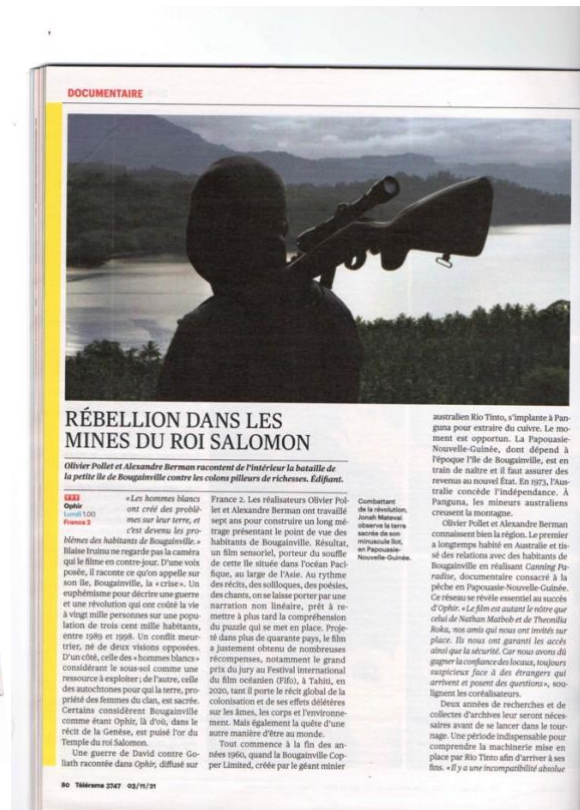 DOCUMENTAIRE
RÉBELLION DANS LES
MINES DU ROI SALOMON
Olivier Pollet et Alexandre Berman racontent de l'intérieur la bataille de
la petite île de Bougainville contre les colons pilleurs de richesses. Édifiant.
TTT
Ophir
Lundi 1.00
France 2
«Les hommes blancs
ont créé des problè-
mes sur leur terre, et
c'est devenu les pro-
blèmes des habitants de Bougainville.»
Blaise Iruinu ne regarde pas la caméra
qui le filme en contre-jour. D'une voix
posée, il raconte ce qu'on appelle sur
son île, Bougainville, la «crise». Un
euphémisme pour décrire une guerre
et une révolution qui ont coûté la vie
à vingt mille personnes sur une popu-
lation de trois cent mille habitants,
entre 1989 et 1998. Un conflit meur-
trier, né de deux visions opposées.
D'un côté, celle des «hommes blancs»
considérant le sous-sol comme une
ressource à exploiter; de l'autre, celle
des autochtones pour qui la terre, pro-
priété des femmes du clan, est sacrée.
Certains considèrent Bougainville
comme étant Ophir, là d'où, dans le
récit de la Genèse, est puisé l'or du
Temple du roi Salomon.
Une guerre de David contre Go-
liath racontée dans Ophir, diffusé sur
France 2. Les réalisateurs Olivier Pol-
let et Alexandre Berman ont travaillé
sept ans pour construire un long mé-
trage présentant le point de vue des
habitants de Bougainville. Résultat,
un film sensoriel, porteur du souffle
de cette île située dans l'océan Paci-
fique, au large de l'Asie. Au rythme
des récits, des soliloques, des poésies,
des chants, on se laisse porter par une
narration non linéaire, prêt à re-
mettre à plus tard la compréhension
du puzzle qui se met en place. Proje-
té dans plus de quarante pays, le film
a justement obtenu de nombreuses
récompenses, notamment le grand
prix du jury au Festival international
du film océanien (Fifo), à Tahiti, en
2020, tant il porte le récit global de la
colonisation et de ses effets délétères
sur les âmes, les corps et l'environne-
ment. Mais également la quête d'une
autre manière d'être au monde.
Tout commence à la fin des an-
nées 1960, quand la Bougainville Cop-
per Limited, créée par le géant minier
Combattant
de la révolution,
Jonah Matavai
observe la terre
sacrée de son
minuscule îlot,
en Papouasie-
Nouvelle-Guinée.
australien Rio Tinto, s'implante à Pan-
guna pour extraire du cuivre. Le mo-
ment est opportun. La Papouasie-
Nouvelle-Guinée, dont dépend à
l'époque l'île de Bougainville, est en
train de naître et il faut assurer des
revenus au nouvel État. En 1973, l'Aus-
tralie concède l'indépendance. À
Panguna, les mineurs australiens
creusent la montagne.
Olivier Pollet et Alexandre Berman
connaissent bien la région. Le premier
a longtemps habité en Australie et tis-
sé des relations avec des habitants de
Bougainville en réalisant Canning Pa-
radise, documentaire consacré à la
pêche en Papouasie-Nouvelle-Guinée.
Ce réseau se révèle essentiel au succès
d'Ophir. «Le film est autant le nôtre que
celui de Nathan Matbob et de Theonilla
Roka, nos amis qui nous ont invités sur
place. Ils nous ont garanti les accès
ainsi que la sécurité. Car nous avons dû
gagner la confiance des locaux, toujours
suspicieux face à des étrangers qui
arrivent et posent des questions», sou-
lignent les coréalisateurs.
Deux années de recherches et de
collectes d'archives leur seront néces-
saires avant de se lancer dans le tour-
nage. Une période indispensable pour
comprendre la machinerie mise en
place par Rio Tinto afin d'arriver à ses
fins. «Il y a une incompatibilité absolue
80 Télérama 3747 03/11/21